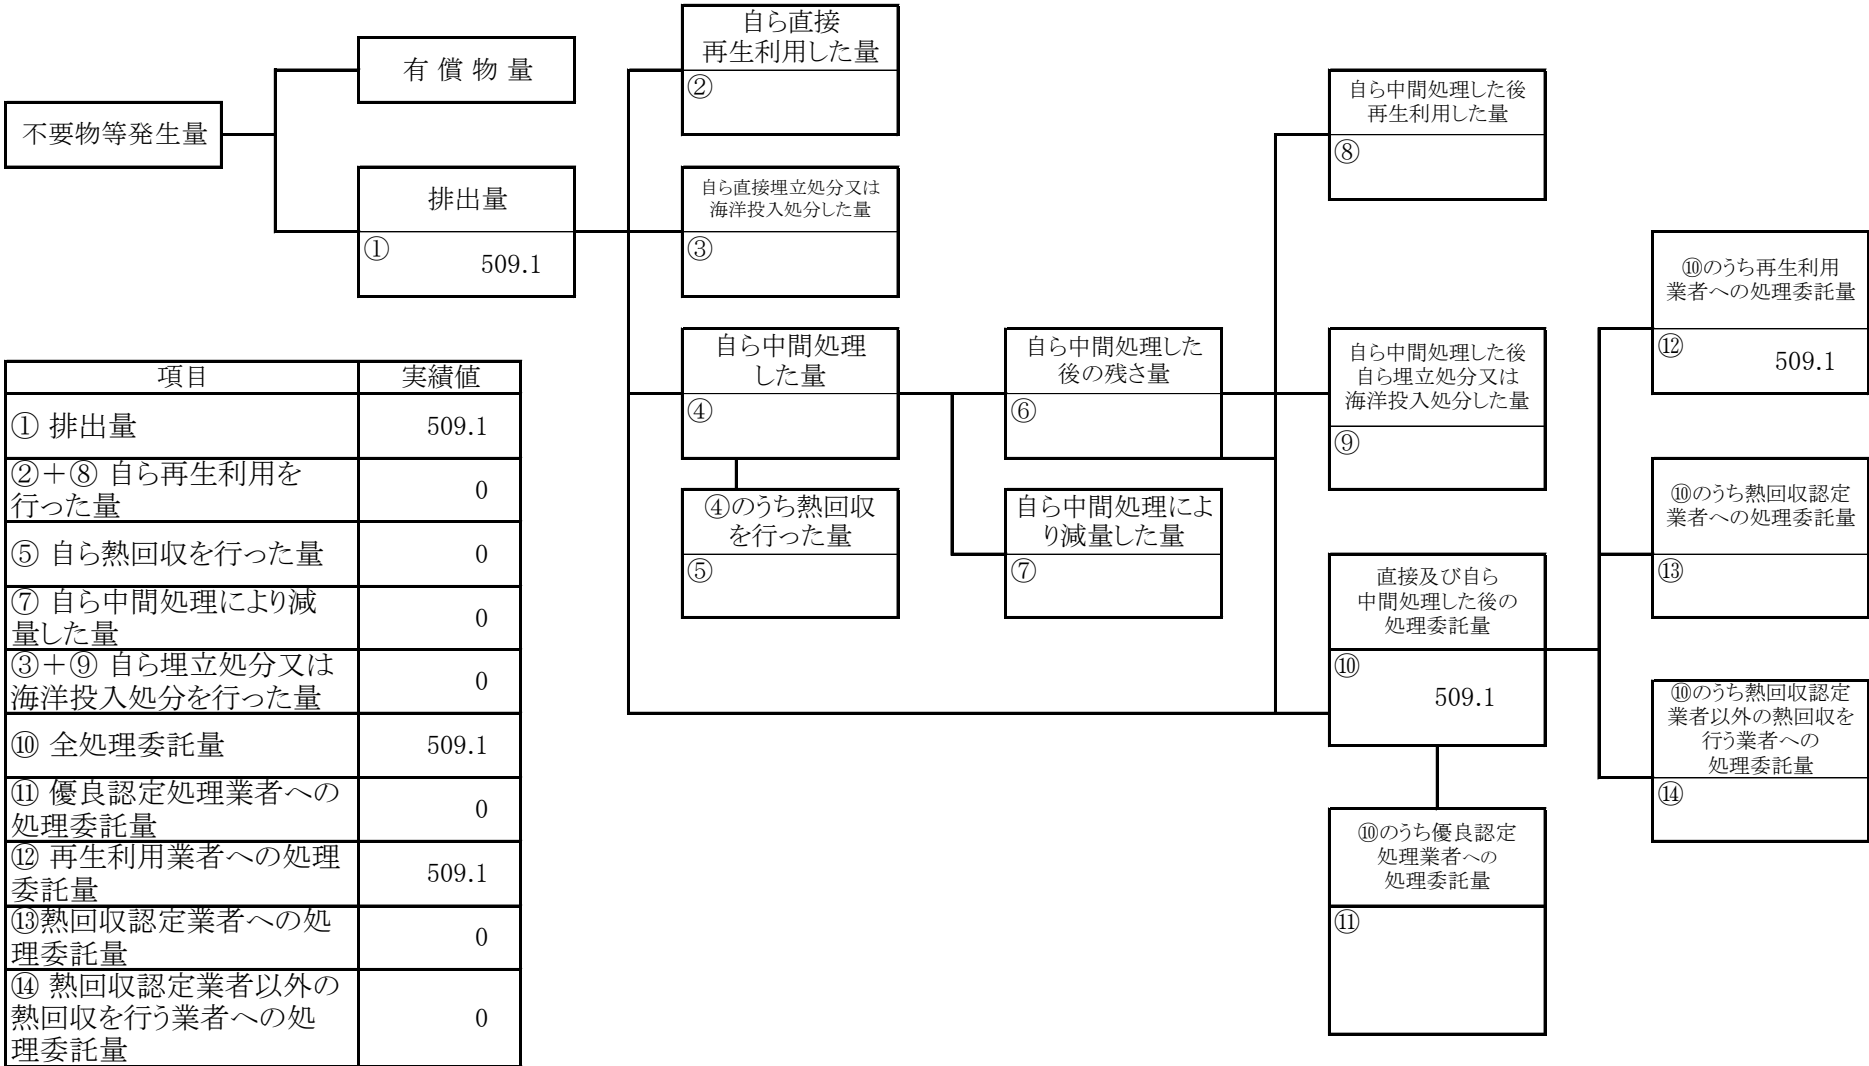 不要物等発生量
有 償 物 量
排出量
①
509.1
自ら直接
再生利用した量
②
自ら直接埋立処分又は
海洋投入処分した量
③
自ら中間処理
した量
④
④のうち熱回収
を行った量
⑤
自ら中間処理した
後の残さ量
⑥
自ら中間処理によ
り減量した量
⑦
自ら中間処理した後
再生利用した量
⑧
自ら中間処理した後
自ら埋立処分又は
海洋投入処分した量
⑨
直接及び自ら
中間処理した後の
処理委託量
⑩
509.1
⑩のうち優良認定
処理業者への
処理委託量
⑪
⑩のうち再生利用
業者への処理委託量
⑫
509.1
⑩のうち熱回収認定
業者への処理委託量
⑬
⑩のうち熱回収認定
業者以外の熱回収を
行う業者への
処理委託量
⑭
項目 実績値
① 排出量 509.1
②＋⑧ 自ら再生利用を
行った量 0
⑤ 自ら熱回収を行った量 0
⑦ 自ら中間処理により減
量した量 0
③＋⑨ 自ら埋立処分又は
海洋投入処分を行った量 0
⑩ 全処理委託量 509.1
⑪ 優良認定処理業者への
処理委託量 0
⑫ 再生利用業者への処理
委託量 509.1
⑬熱回収認定業者への処
理委託量 0
⑭ 熱回収認定業者以外の
熱回収を行う業者への処
理委託量 0